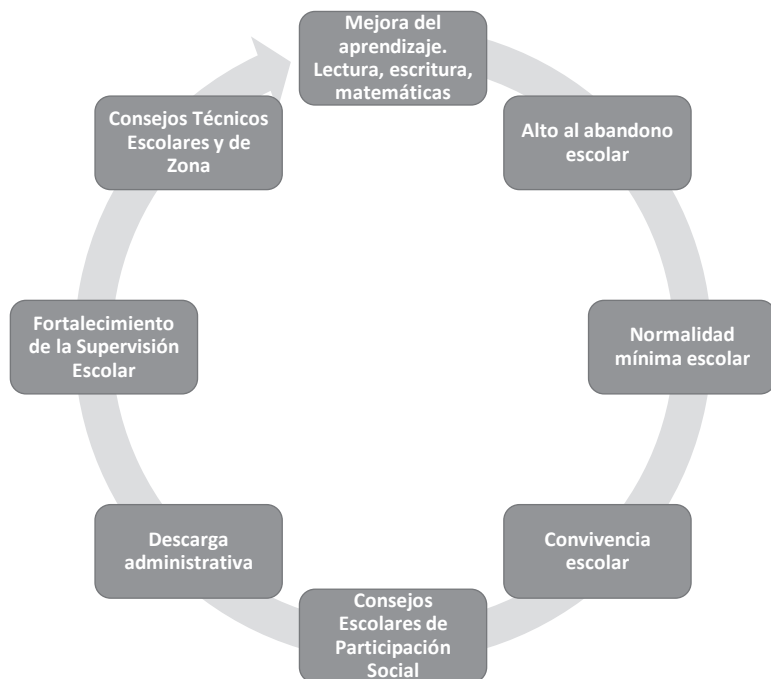 Mejora del
aprendizaje.
Lectura, escritura,
matemáticas
Alto al abandono
escolar
Normalidad
mínima escolar
Convivencia
escolar
Consejos
Escolares de
Participación
Social
Descarga
administrativa
Fortalecimiento
de la Supervisión
Escolar
Consejos Técnicos
Escolares y de
Zona